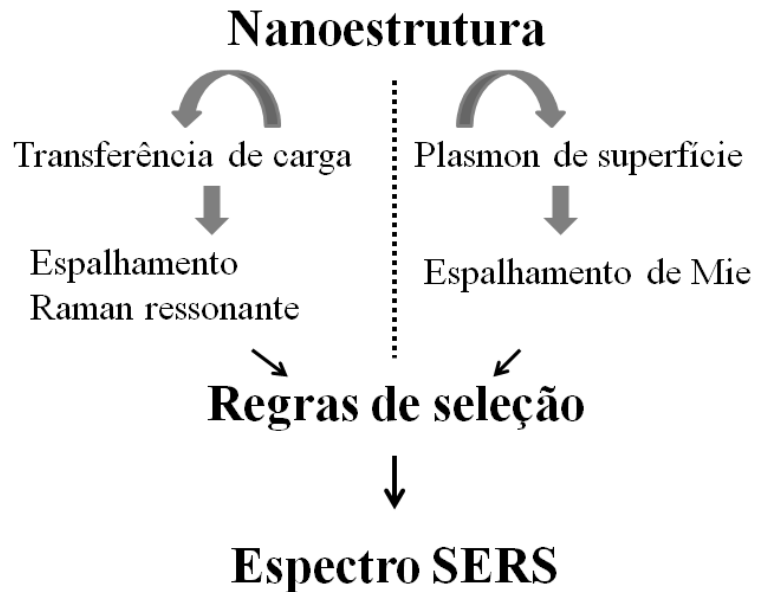 Nanoestrutura
Transferência de carga
Plasmon de superfície
Espalhamento
Raman ressonante
Espalhamento de Mie
Regras de seleção
Espectro SERS